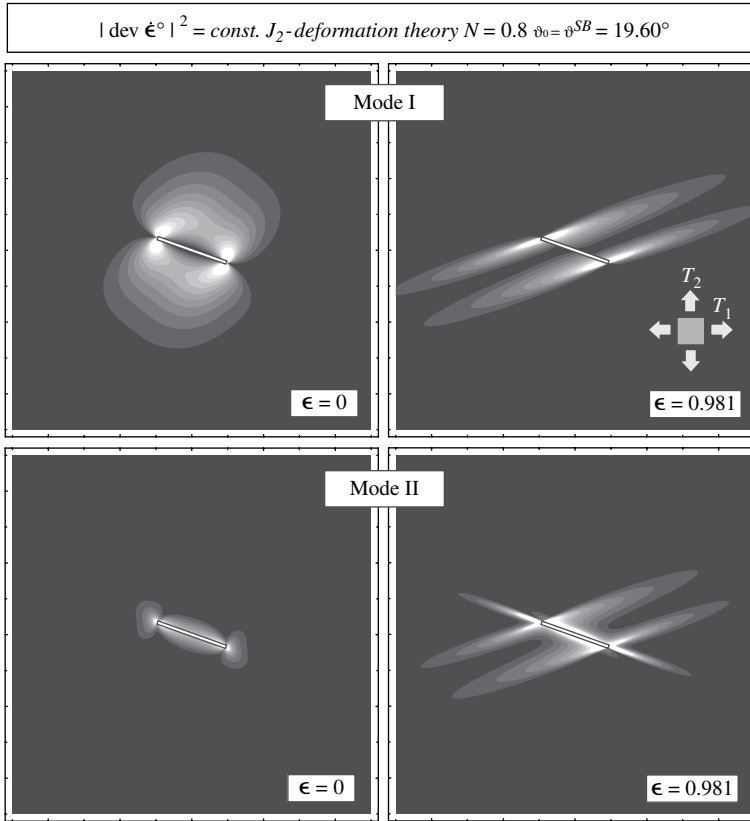 | dev ϵ̇° | ² = const. J₂-deformation theory N = 0.8 ϑ₀ = ϑ^SB = 19.60°
Mode I
T₂
T₁
ϵ = 0
ϵ = 0.981
Mode II
ϵ = 0
ϵ = 0.981